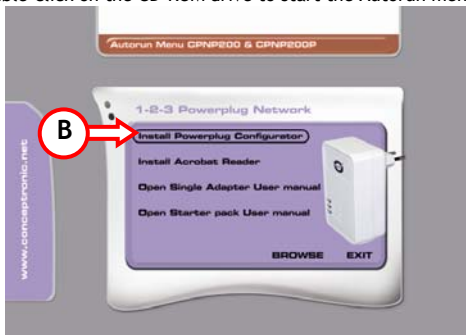 Autorun Menu CPNP200 & CPNP200P
1-2-3 Powerplug Network
B
Install Powerplug Configurator
Install Acrobat Reader
Open Single Adapter User manual
Open Starter pack User manual
BROWSE EXIT
www.conceptronic.net